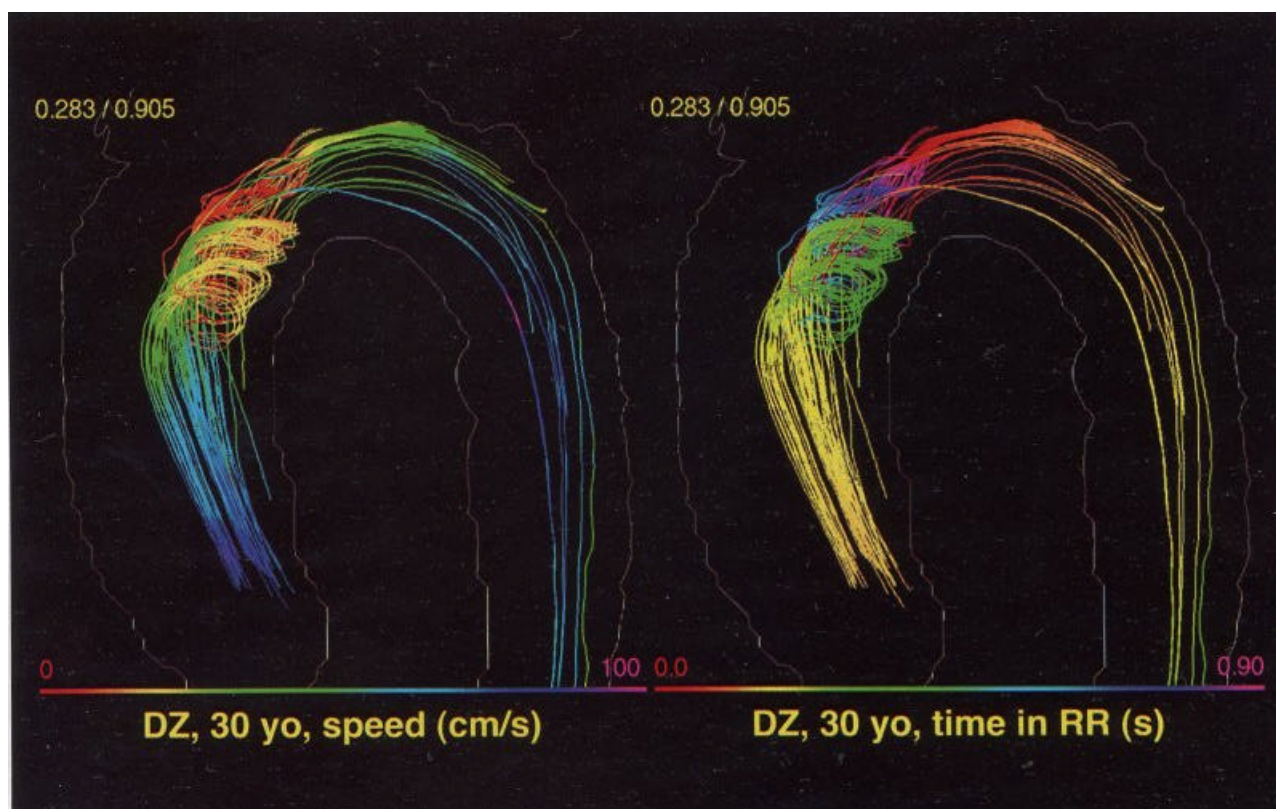 0.283 / 0.905
0.283 / 0.905
0
100
0.0
0.90
DZ, 30 yo, speed (cm/s)
DZ, 30 yo, time in RR (s)